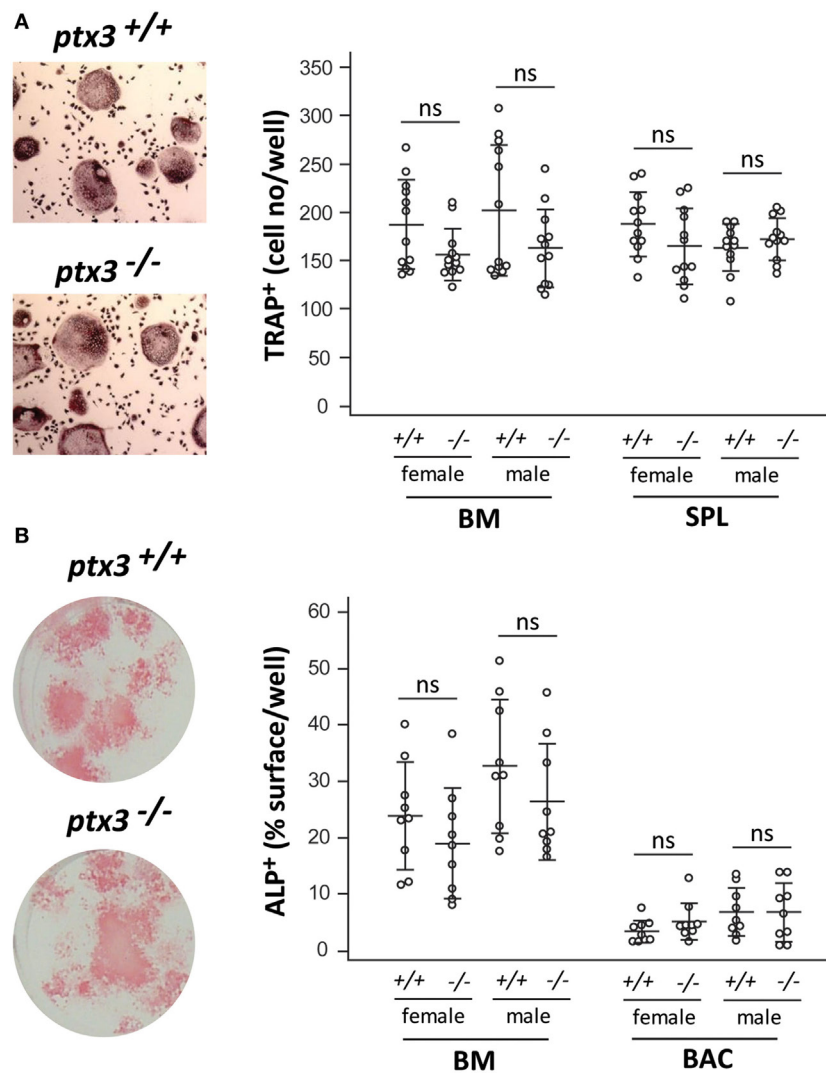 A
ptx3 +/+
ptx3 -/-
TRAP+ (cell no/well)
350
300
250
200
150
100
50
0
ns
ns
ns
ns
+/+ -/- +/+ -/- +/+ -/- +/+ -/-
female male female male
BM SPL
B
ptx3 +/+
ptx3 -/-
ALP+ (% surface/well)
60
50
40
30
20
10
0
ns
ns
ns
ns
+/+ -/- +/+ -/- +/+ -/- +/+ -/-
female male female male
BM BAC